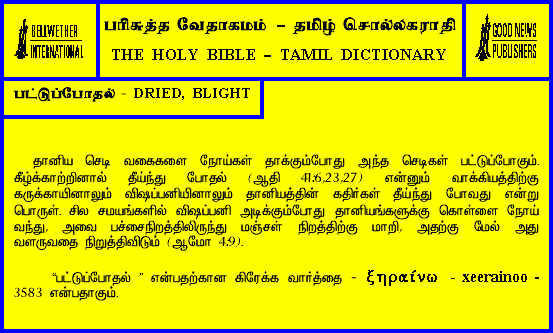 BELLWETHER
INTERNATIONAL
பரிசுத்த வேதாகமம் – தமிழ் சொல்லகராதி
THE HOLY BIBLE – TAMIL DICTIONARY
GOOD NEWS
PUBLISHERS
பட்டுப்போதல் - DRIED, BLIGHT
தானிய செடி வகைகளை நோய்கள் தாக்கும்போது அந்த செடிகள் பட்டுப்போகும்.
கீழ்க்காற்றினால் தீய்ந்து போதல் (ஆதி 41:6,23,27) என்னும் வாக்கியத்திற்கு
கருக்காயினாலும் விஷப்பனியினாலும் தானியத்தின் கதிர்கள் தீய்ந்து போவது என்று
பொருள். சில சமயங்களில் விஷபனி அடிக்கும்போது தானியங்களுக்கு கொள்ளை நோய்
வந்து, அவை பச்சைநிறத்திலிருந்து மஞ்சள் நிறத்திற்கு மாறி, அதற்கு மேல் அது
வளருவதை நிறுத்திவிடும் (ஆமோ 4:9).
“பட்டுப்போதல் ” என்பதற்கான கிரேக்க வார்த்தை - ξηραίνω - xeerainoo -
3583 என்பதாகும்.